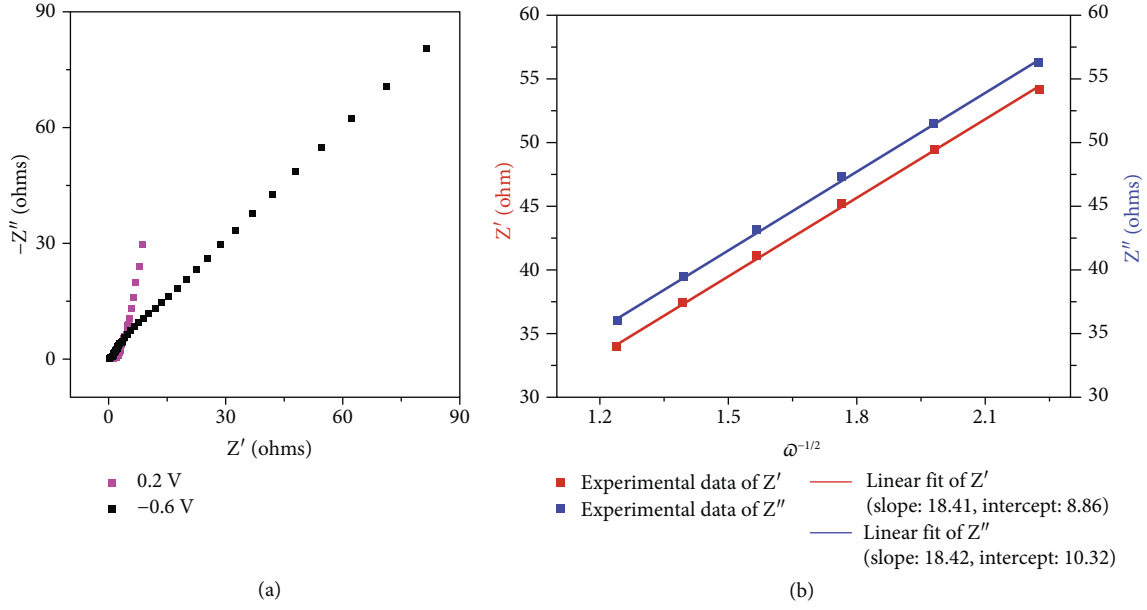 90
60
30
0
−Z″ (ohms)
0 30 60 90
Z′ (ohms)
0.2 V
−0.6 V
(a)
60
55
50
45
40
35
30
Z′ (ohm)
60
55
50
45
40
35
30
Z″ (ohms)
1.2 1.5 1.8 2.1
ϖ−1/2
Experimental data of Z′
Experimental data of Z″
Linear fit of Z′
(slope: 18.41, intercept: 8.86)
Linear fit of Z″
(slope: 18.42, intercept: 10.32)
(b)